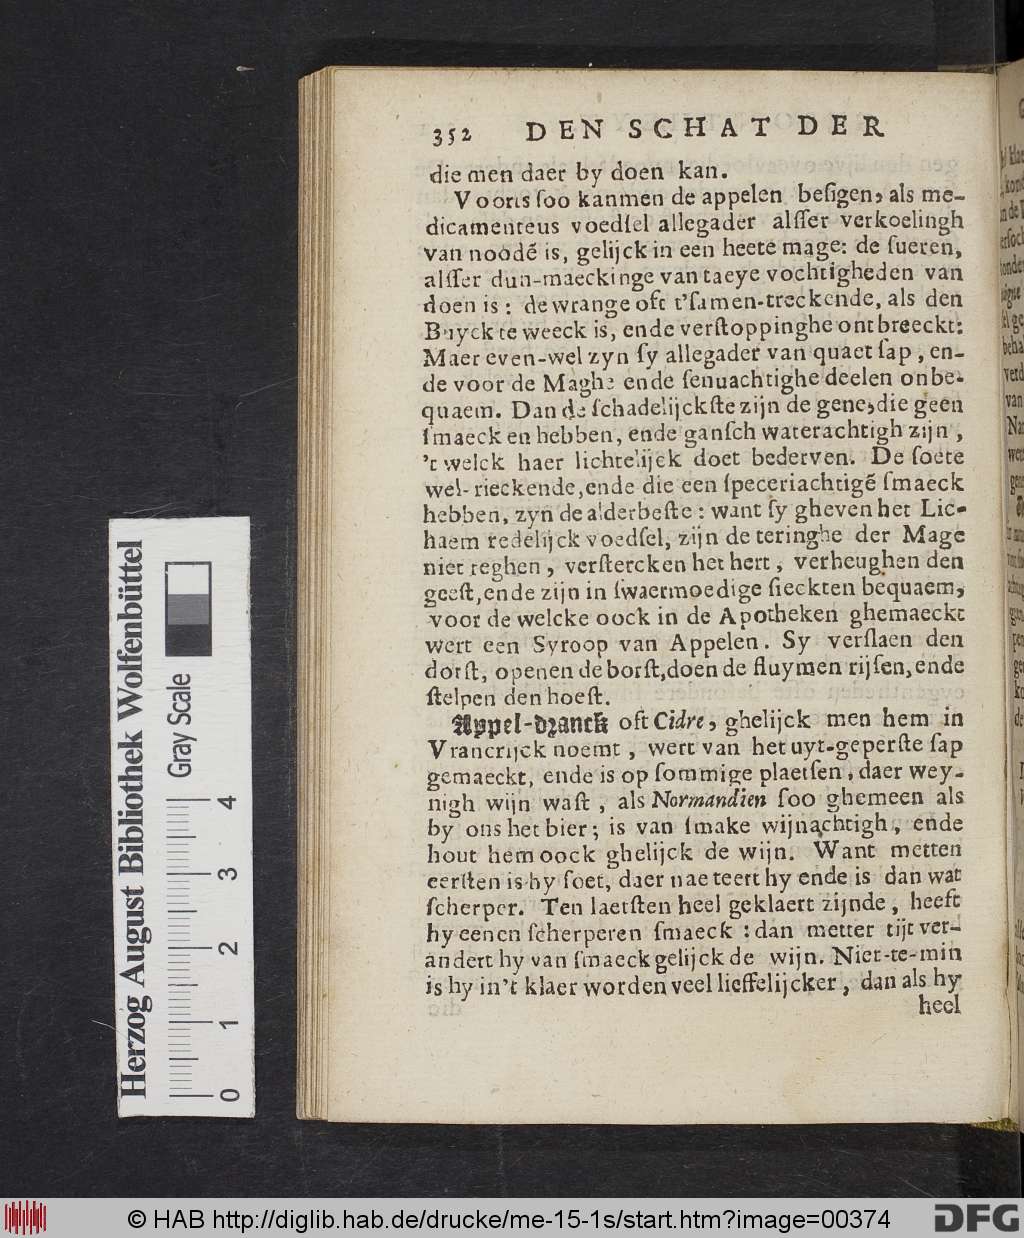 352 DEN SCHAT DER
die men daer by doen kan.
Voorts ſoo kanmen de appelen beſigen, als me-
dicamenteus voedſel allegader alſſer verkoelingh
van noodẽ is, gelijck in een heete mage: de ſueren,
alſſer dun-maeckinge van taeye vochtigheden van
doen is: de wrange oft t'ſamen-treckende, als den
Buyck te weeck is, ende verſtoppinghe ontbreeckt:
Maer even-wel zyn ſy allegader van quaet ſap, en-
de voor de Maghe ende ſenuachtighe deelen onbe-
quaem. Dan de ſchadelijckſte zijn de gene, die geen
ſmaeck en hebben, ende ganſch waterachtigh zijn,
't welck haer lichtelijck doet bederven. De ſoete
wel-rieckende, ende die een ſpeceriachtigẽ ſmaeck
hebben, zyn de alderbeſte: want ſy gheven het Lic-
haem redelijck voedſel, zijn de teringhe der Mage
niet teghen, verſtercken het hert, verheughen den
geeſt, ende zijn in ſwaermoedige ſieckten bequaem,
voor de welcke oock in de Apotheken ghemaeckt
wert een Syroop van Appelen. Sy verſlaen den
dorſt, openen de borſt, doen de fluymen rijſen, ende
ſtelpen den hoeſt.
Appel-dranck oft Cidre, ghelijck men hem in
Vrancrijck noemt, wert van het uyt-geperſte ſap
gemaeckt, ende is op ſommige plaetſen, daer wey-
nigh wijn waſt, als Normandien ſoo ghemeen als
by ons het bier; is van ſmake wijnachtigh, ende
hout hem oock ghelijck de wijn. Want metten
eerſten is hy ſoet, daer nae teert hy ende is dan wat
ſcherper. Ten laetſten heel geklaert zijnde, heeft
hy eenen ſcherperen ſmaeck: dan metter tijt ver-
andert hy van ſmaeck gelijck de wijn. Niet-te-min
is hy in't klaer worden veel lieffelijcker, dan als hy
heel
Herzog August Bibliothek Wolfenbüttel
Gray Scale
0 1 2 3 4
© HAB http://diglib.hab.de/drucke/me-15-1s/start.htm?image=00374
DFG